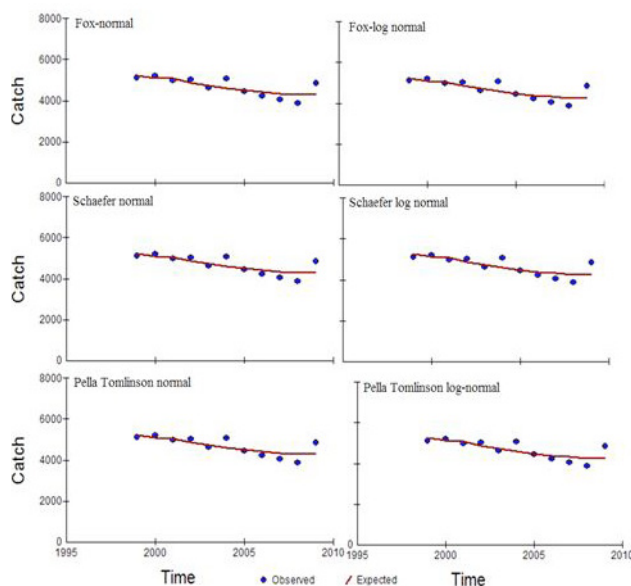 Fox-normal
Fox-log normal
8000
6000
4000
2000
0
Catch
Schaefer normal
Schaefer log normal
8000
6000
4000
2000
0
Catch
Pella Tomlinson normal
Pella Tomlinson log-normal
8000
6000
4000
2000
0
Catch
1995 2000 2005 2010
1995 2000 2005 2010
Time
Observed Expected
Time